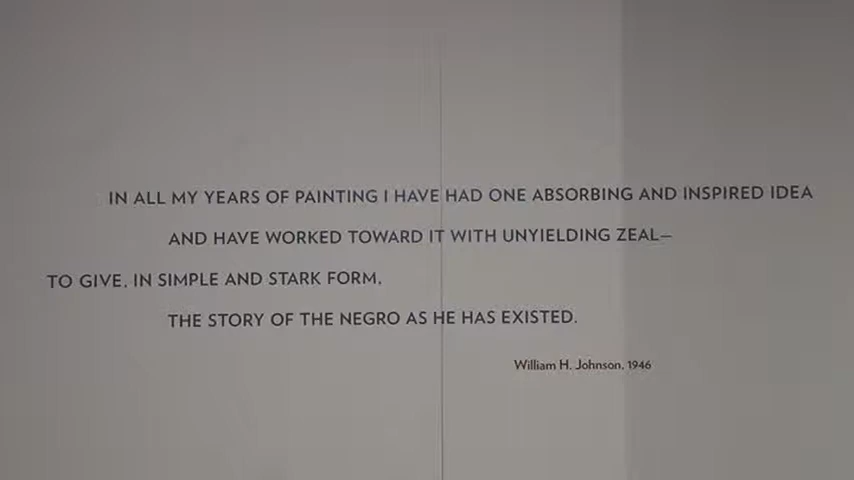 IN ALL MY YEARS OF PAINTING I HAVE HAD ONE ABSORBING AND INSPIRED IDEA
AND HAVE WORKED TOWARD IT WITH UNYIELDING ZEAL—
TO GIVE, IN SIMPLE AND STARK FORM,
THE STORY OF THE NEGRO AS HE HAS EXISTED.
William H. Johnson, 1946